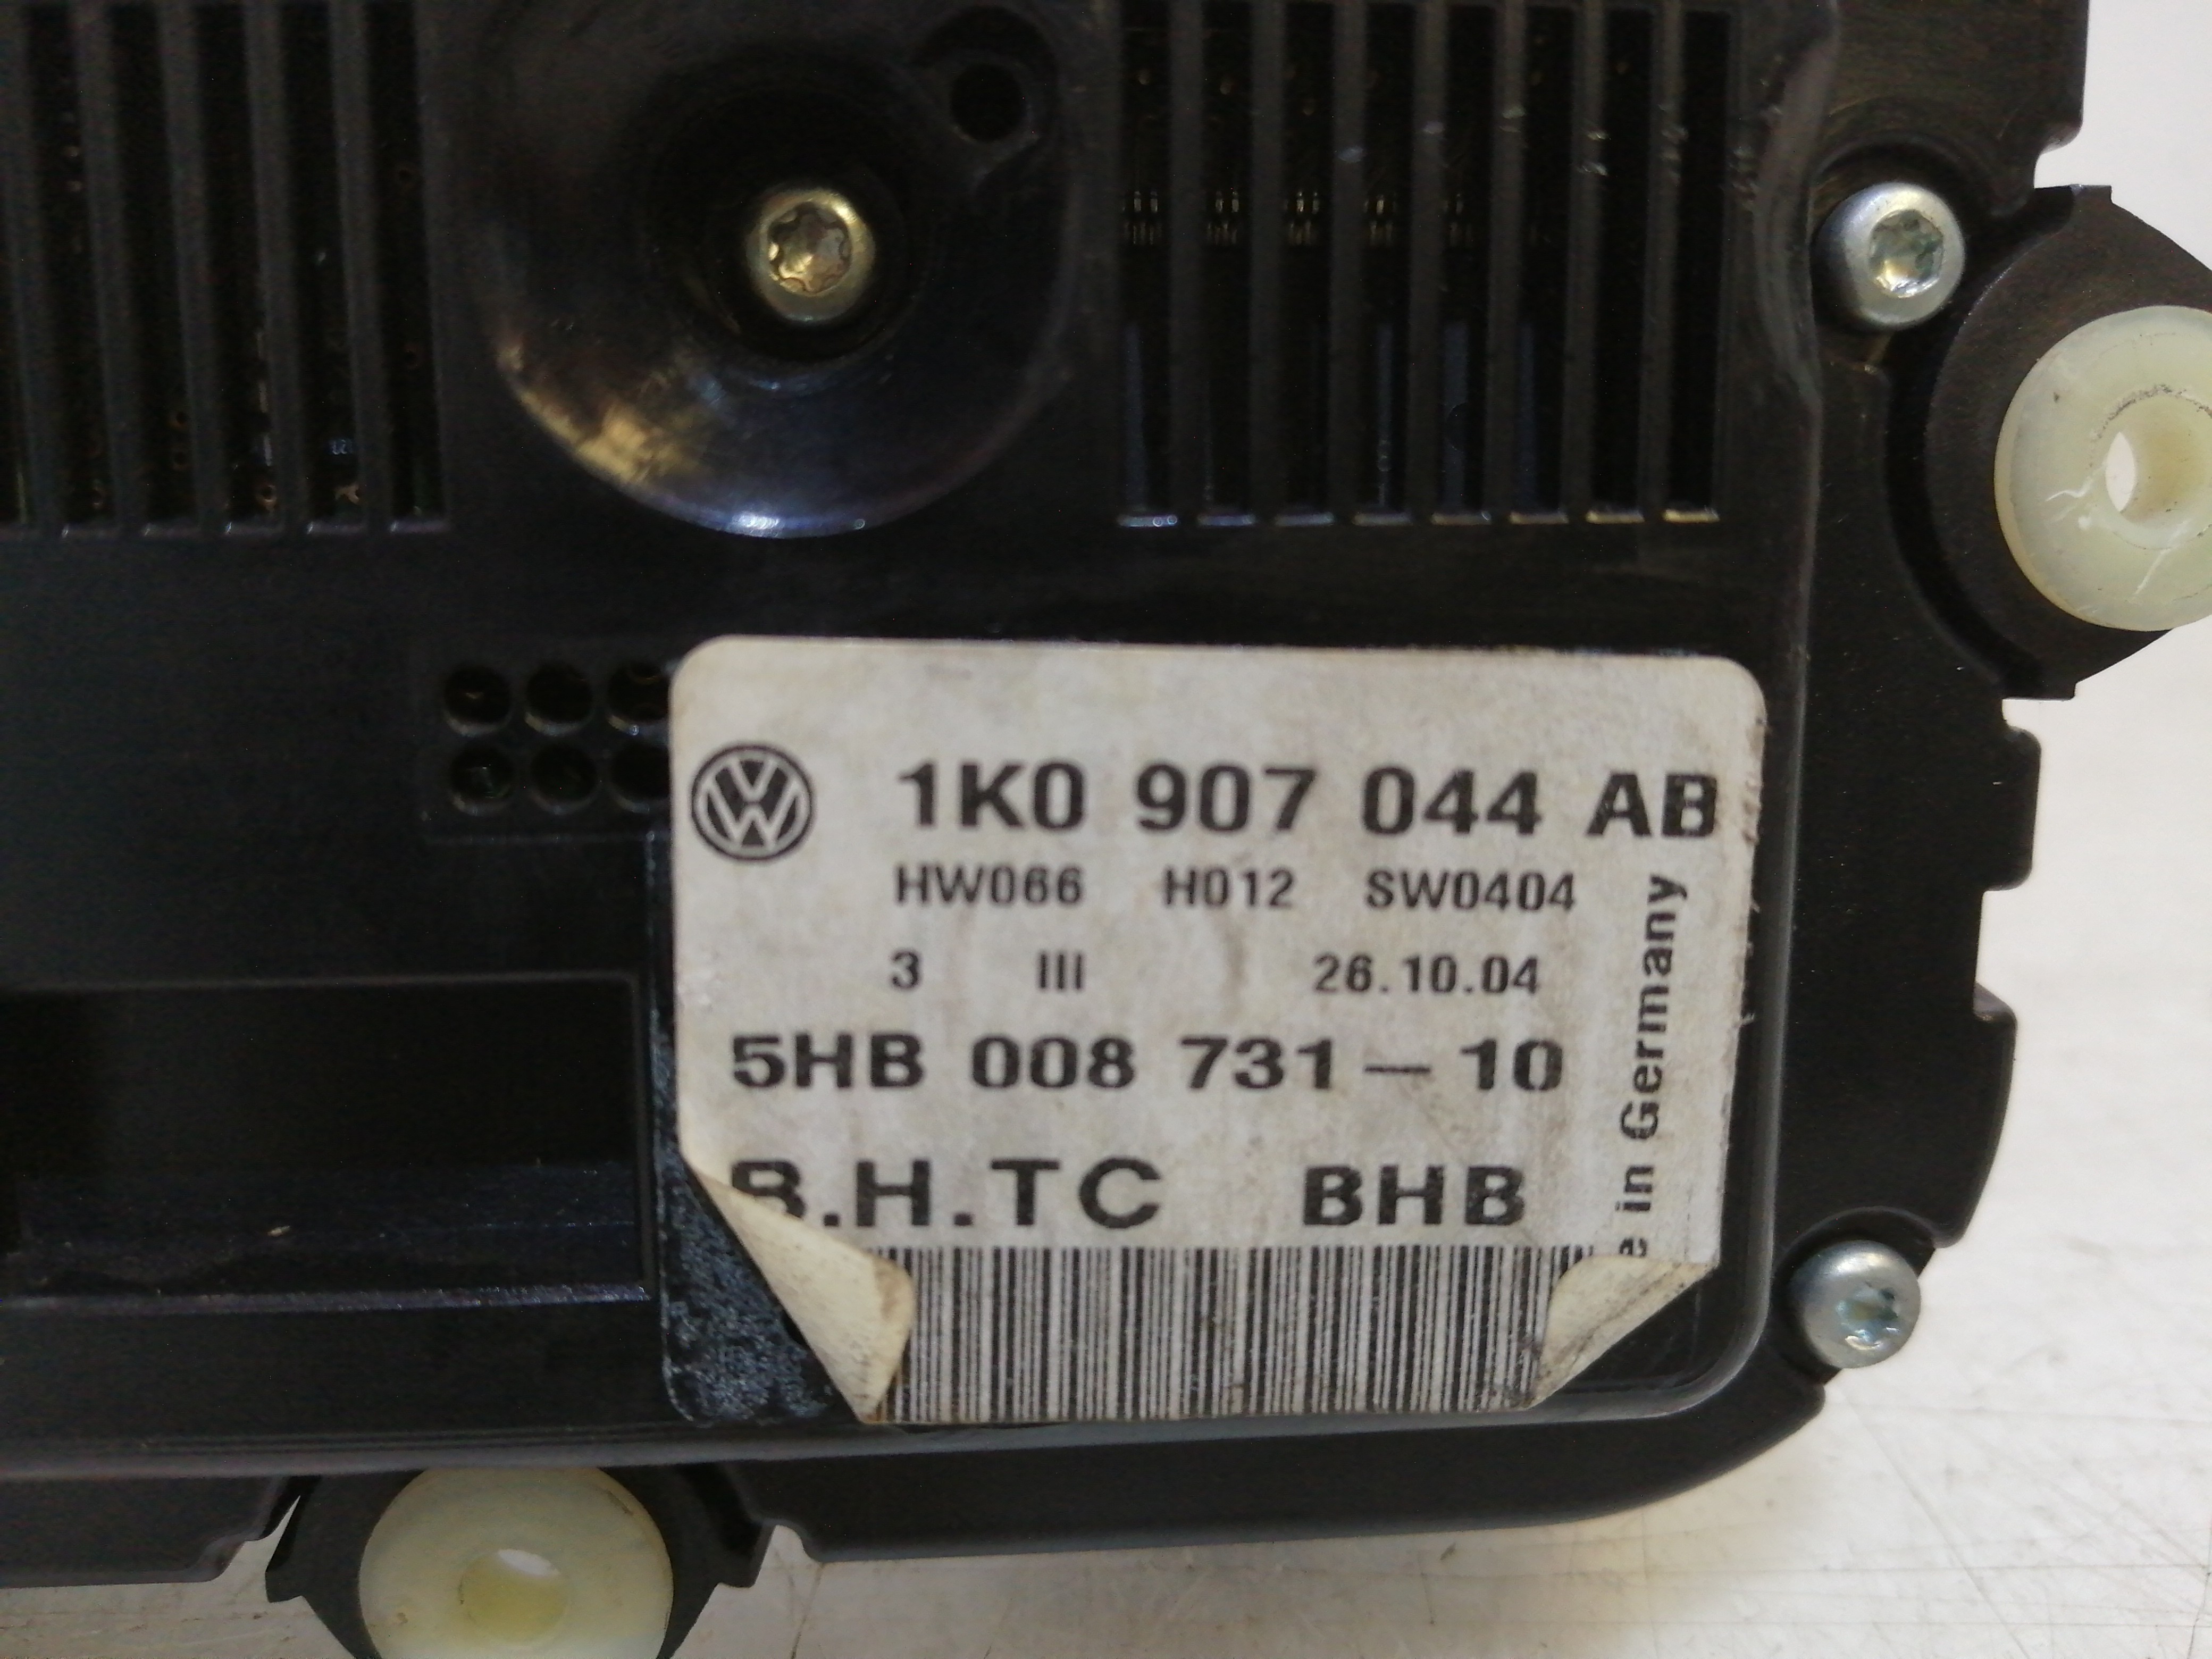 1K0 907 044 AB
HW066 H012 SW0404
3 III 26.10.04
5HB 008 731-10
B.H.TC BHB
e in Germany